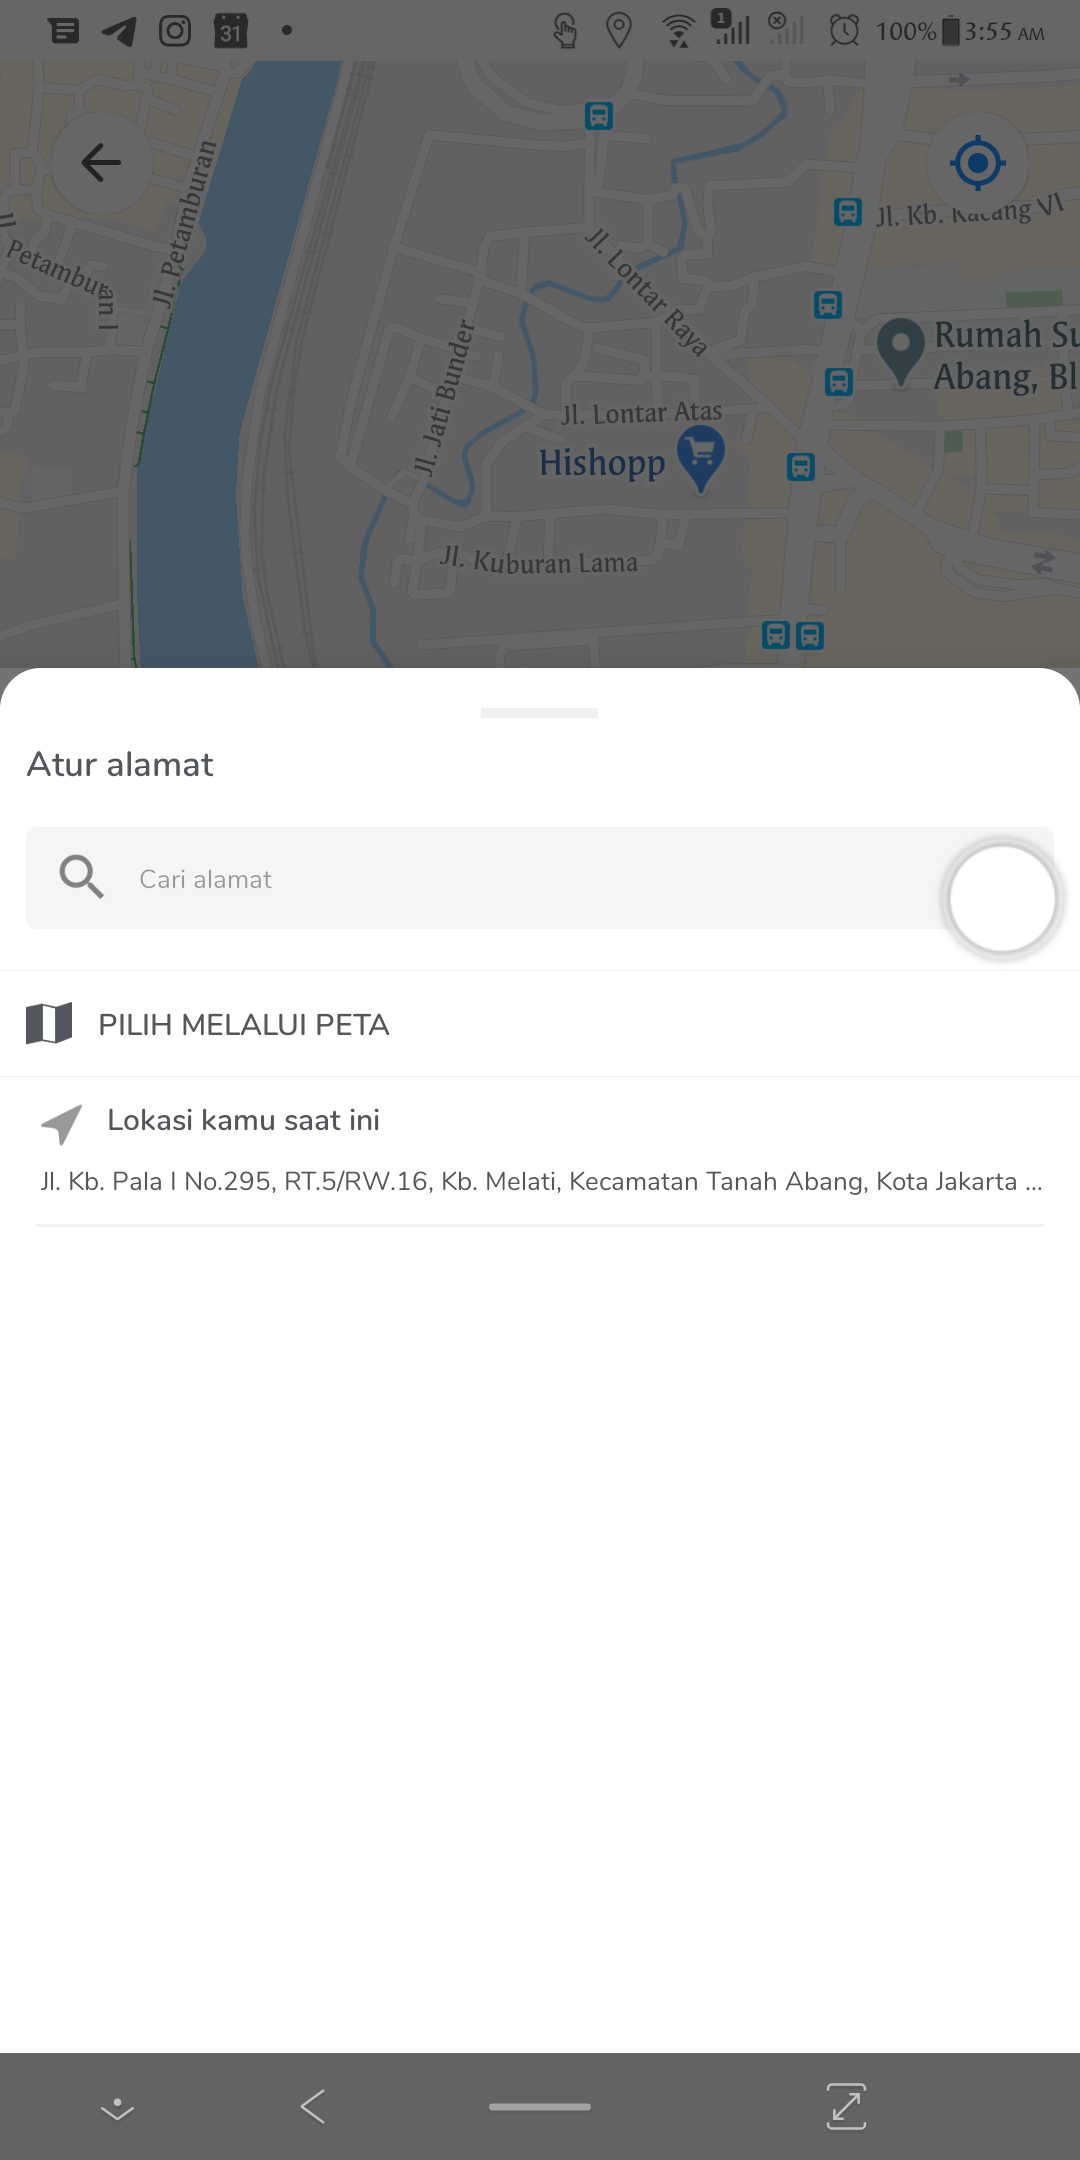 31
1
100%
3:55 AM
Jl. Petamburan
Petamburan I
Jl. Kb. Kacang VI
Jl. Lontar Raya
Jl. Jati Bunder
Rumah Su
Abang, Bl
Jl. Lontar Atas
Hishopp
Jl. Kuburan Lama
Atur alamat
Cari alamat
PILIH MELALUI PETA
Lokasi kamu saat ini
Jl. Kb. Pala I No.295, RT.5/RW.16, Kb. Melati, Kecamatan Tanah Abang, Kota Jakarta ...